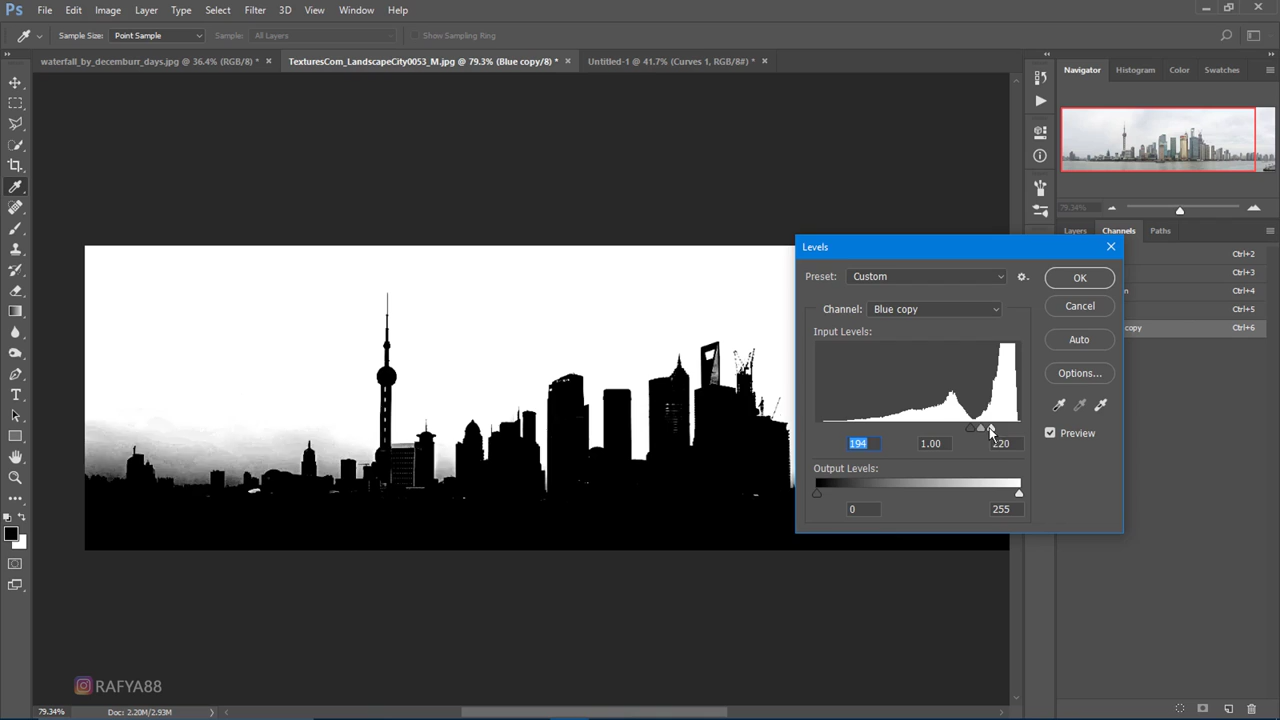 Ps File Edit Image Layer Type Select Filter 3D View Window Help
Sample Size: Point Sample Sample: All Layers Show Sampling Ring
waterfall_by_decemburr_days.jpg @ 36.4% (RGB/8) * TexturesCom_LandscapeCity0053_M.jpg @ 79.3% (Blue copy/8) * Untitled-1 @ 41.7% (Curves 1, RGB/8#) *
Navigator Histogram Color Swatches
79.34%
Layers Channels Paths
Levels
Ctrl+2
Preset: Custom OK
Ctrl+3
Ctrl+4
Channel: Blue copy Cancel
Ctrl+5
Input Levels:
copy Ctrl+6
Auto
Options...
Preview
194 1.00 220
Output Levels:
0 255
RAFYA88
79.34% Doc: 2.20M/2.93M